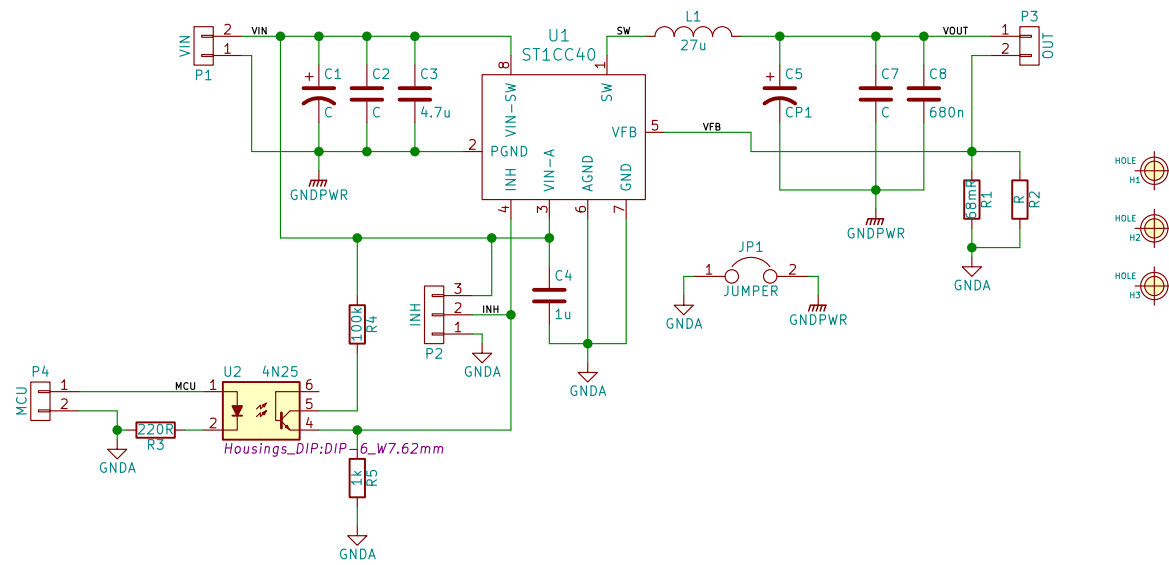 P1
VIN
2
1
VIN
C1
+
C
C2
C
C3
4.7u
GNDPWR
U1
ST1CC40
8
1
2
5
4
3
6
7
VIN-SW
SW
PGND
VFB
INH
VIN-A
AGND
GND
SW
L1
27u
VFB
C5
+
CP1
C7
C
C8
680n
GNDPWR
VOUT
P3
OUT
1
2
68mR
R1
R
R2
GNDA
HOLE
H1
HOLE
H2
HOLE
H3
JP1
1
2
JUMPER
GNDA
GNDPWR
C4
1u
GNDA
INH
P2
3
2
1
INH
GNDA
100k
R4
P4
MCU
1
2
MCU
GNDA
220R
R3
U2
4N25
1
2
6
5
4
Housings_DIP:DIP-6_W7.62mm
1k
R5
GNDA